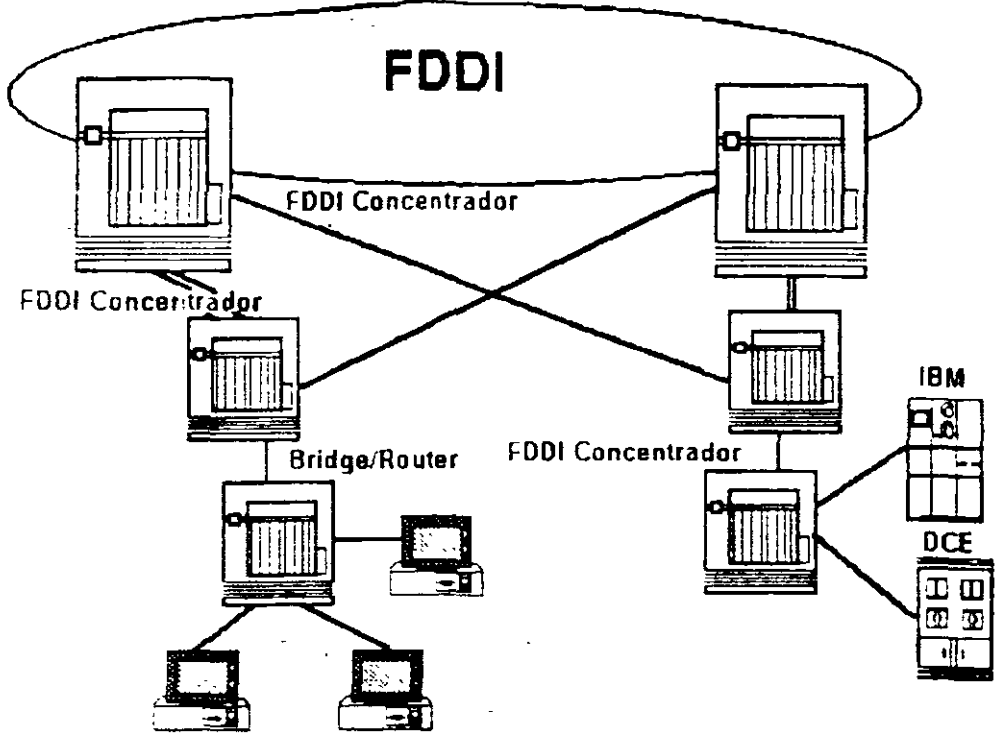 FDDI
FDDI Concentrador
FDDI Concentrador
IBM
Bridge/Router
FDDI Concentrador
DCE